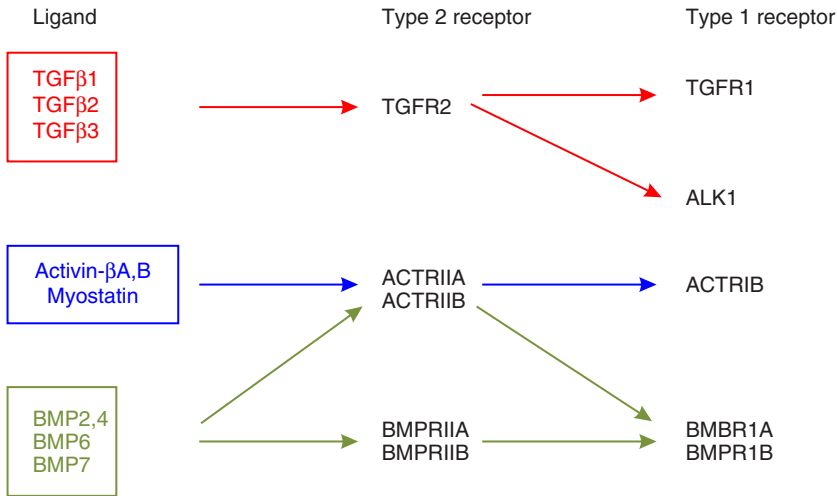 Ligand
Type 2 receptor
Type 1 receptor
TGFβ1
TGFβ2
TGFβ3
TGFR2
TGFR1
ALK1
Activin-βA,B
Myostatin
ACTRIIA
ACTRIIB
ACTRIB
BMP2,4
BMP6
BMP7
BMPRIIA
BMPRIIB
BMBR1A
BMPR1B